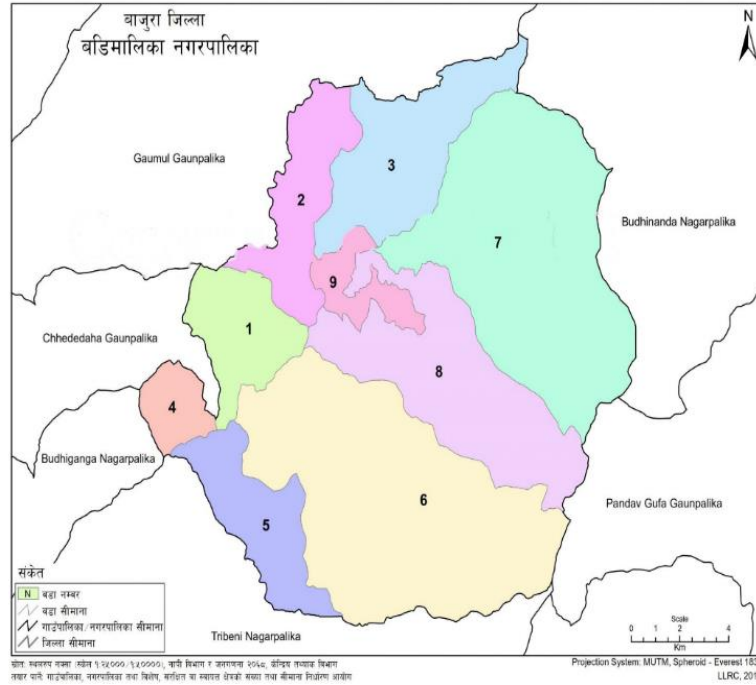 बाजुरा जिल्ला
बडिमालिका नगरपालिका
N
Gaumul Gaunpalika
3
2
Budhinanda Nagarpalika
7
9
Chhededaha Gaunpalika
1
8
4
Budhiganga Nagarpalika
6
Pandav Gufa Gaunpalika
5
संकेत
N वडा नम्बर
वडा सीमाना
गाउँपालिका/नगरपालिका सीमाना
जिल्ला सीमाना
Tribeni Nagarpalika
Scale
0 2 4
Km
Projection System: MUTM, Spheroid - Everest
LLRC,